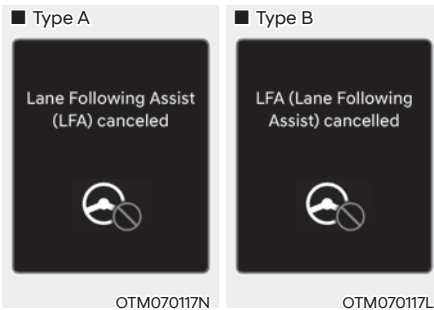 ■ Type A
Lane Following Assist
(LFA) canceled
OTM070117N
■ Type B
LFA (Lane Following
Assist) cancelled
OTM070117L